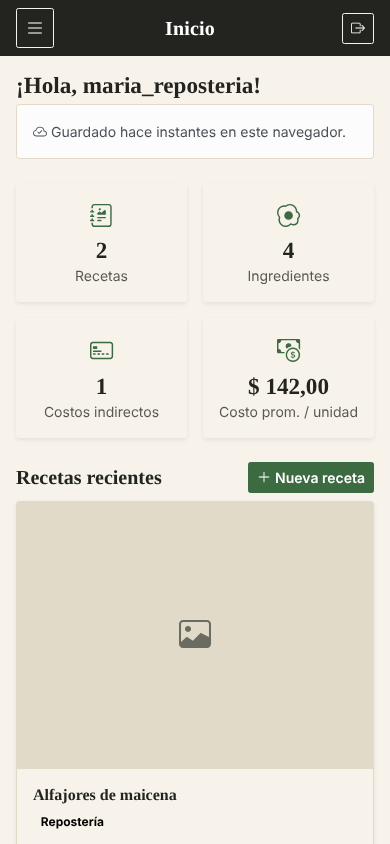 Inicio
¡Hola, maria_reposteria!
Guardado hace instantes en este navegador.
2
Recetas
4
Ingredientes
1
Costos indirectos
$ 142,00
Costo prom. / unidad
Recetas recientes
+ Nueva receta
Alfajores de maicena
Repostería